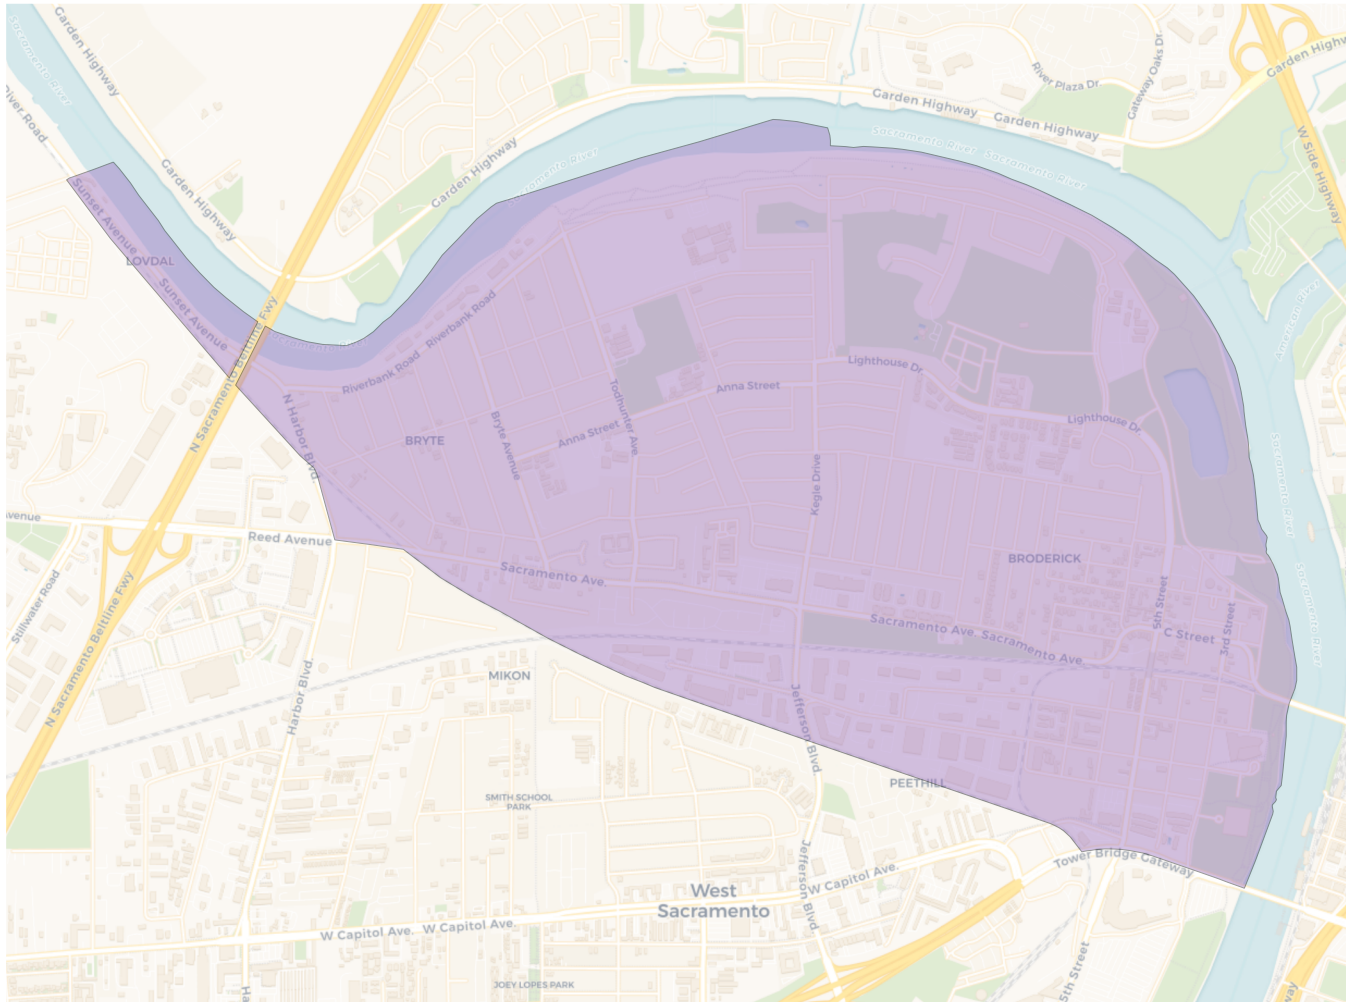 Garden Highway
Sacramento River
River Road
Garden Highway
Garden Highway
Sacramento River
Garden Highway
Garden Highway
Sacramento River
Sacramento River
River Plaza Dr
Gateway Oaks Dr
Garden Highway
W Side Highway
American River
Sunset Avenue
LOVDAL
Sunset Avenue
N Sacramento Beltline Fwy
Riverbank Road
Riverbank Road
N Harbor Blvd.
BRYTE
Bryte Avenue
Todhunter Ave.
Anna Street
Anna Street
Lighthouse Dr
Lighthouse Dr
Kegle Drive
Sacramento River
Sacramento River
Avenue
Reed Avenue
Sacramento Ave.
BRODERICK
5th Street
3rd Street
C Street
Sacramento Ave.
Sacramento Ave.
Stillwater Road
N Sacramento Beltline Fwy
Harbor Blvd.
MIKON
Jefferson Blvd
PEETHILL
SMITH SCHOOL
PARK
Tower Bridge Gateway
West
Sacramento
W Capitol Ave.
Jefferson Blvd.
W Capitol Ave.
W Capitol Ave.
5th Street
JOEY LOPES PARK